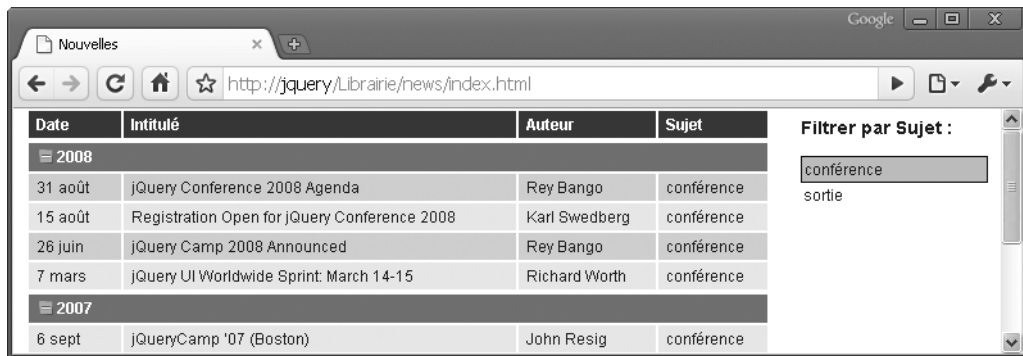 Google
Nouvelles
http://jquery/Librairie/news/index.html
Date Intitulé Auteur Sujet
2008
31 août jQuery Conference 2008 Agenda Rey Bango conférence
15 août Registration Open for jQuery Conference 2008 Karl Swedberg conférence
26 juin jQuery Camp 2008 Announced Rey Bango conférence
7 mars jQuery UI Worldwide Sprint: March 14-15 Richard Worth conférence
2007
6 sept jQueryCamp '07 (Boston) John Resig conférence
Filtrer par Sujet :
conférence
sortie